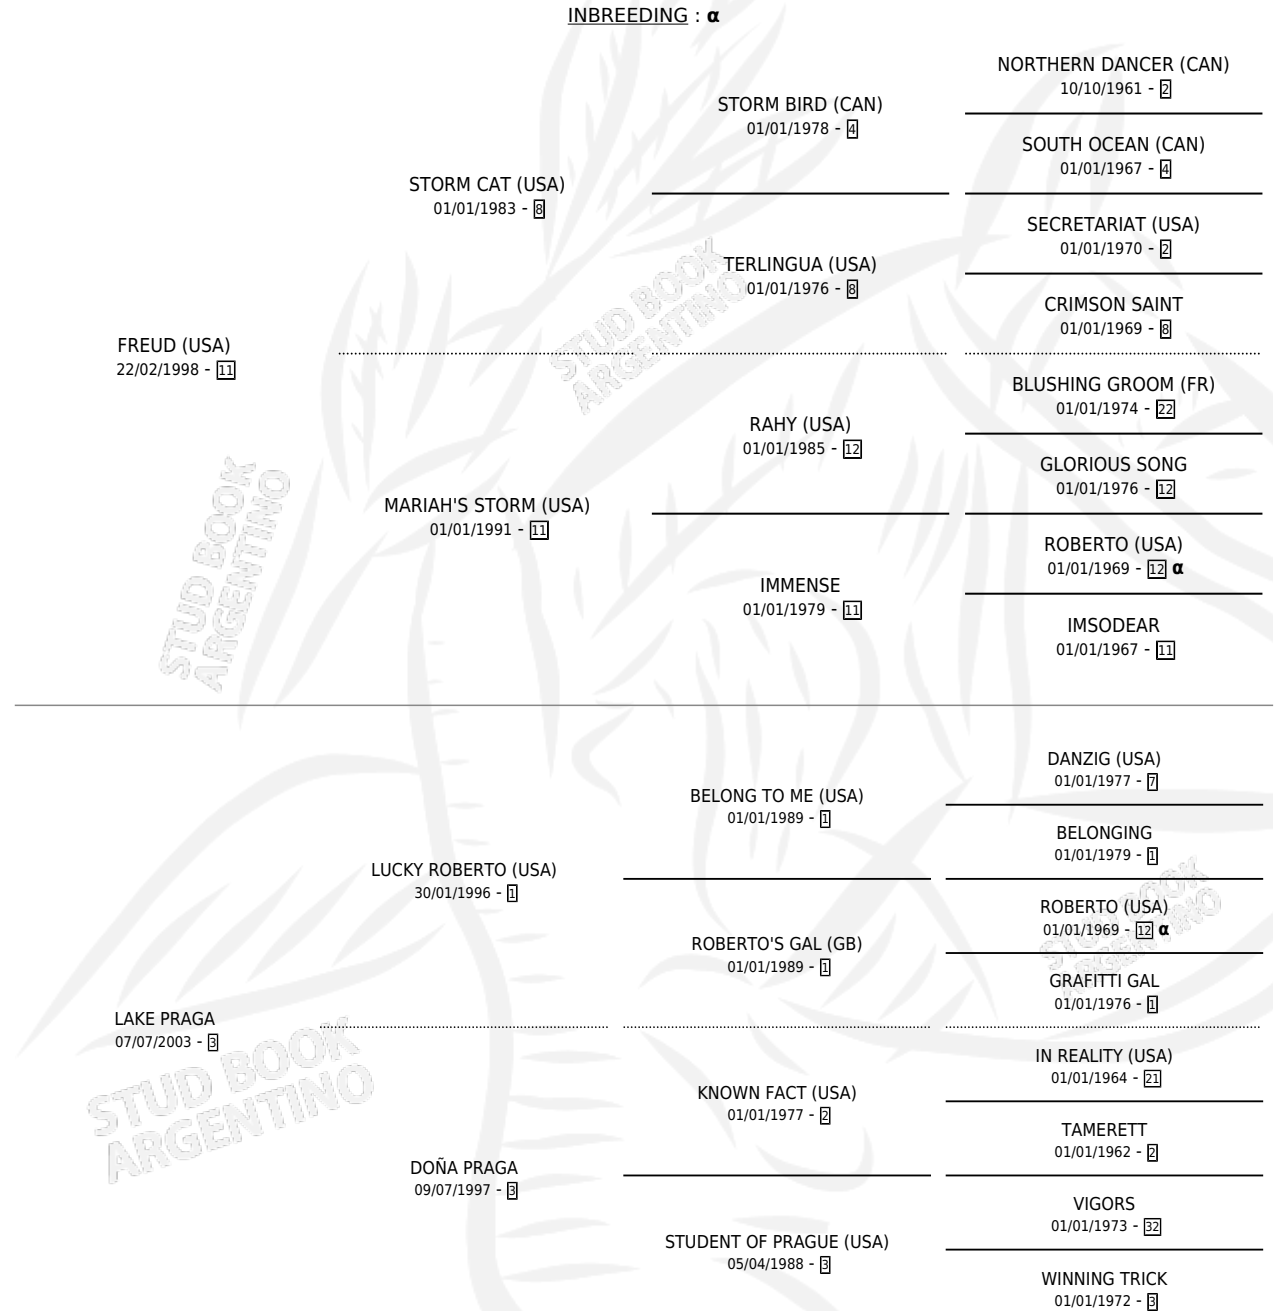 INBREEDING : α
NORTHERN DANCER (CAN)
10/10/1961 - 2
STORM BIRD (CAN)
01/01/1978 - 4
SOUTH OCEAN (CAN)
01/01/1967 - 4
STORM CAT (USA)
01/01/1983 - 8
SECRETARIAT (USA)
01/01/1970 - 2
TERLINGUA (USA)
01/01/1976 - 8
CRIMSON SAINT
01/01/1969 - 8
FREUD (USA)
22/02/1998 - 11
BLUSHING GROOM (FR)
01/01/1974 - 22
RAHY (USA)
01/01/1985 - 12
GLORIOUS SONG
01/01/1976 - 12
MARIAH'S STORM (USA)
01/01/1991 - 11
ROBERTO (USA)
01/01/1969 - 12 α
IMMENSE
01/01/1979 - 11
IMSODEAR
01/01/1967 - 11
DANZIG (USA)
01/01/1977 - 7
BELONG TO ME (USA)
01/01/1989 - 1
BELONGING
01/01/1979 - 1
LUCKY ROBERTO (USA)
30/01/1996 - 1
ROBERTO (USA)
01/01/1969 - 12 α
ROBERTO'S GAL (GB)
01/01/1989 - 1
GRAFITTI GAL
01/01/1976 - 1
LAKE PRAGA
07/07/2003 - 3
IN REALITY (USA)
01/01/1964 - 21
KNOWN FACT (USA)
01/01/1977 - 2
TAMERETT
01/01/1962 - 2
DOÑA PRAGA
09/07/1997 - 3
VIGORS
01/01/1973 - 32
STUDENT OF PRAGUE (USA)
05/04/1988 - 3
WINNING TRICK
01/01/1972 - 3
STUD BOOK
ARGENTINO
STUD BOOK
ARGENTINO
STUD BOOK
ARGENTINO
STUD BOOK
ARGENTINO